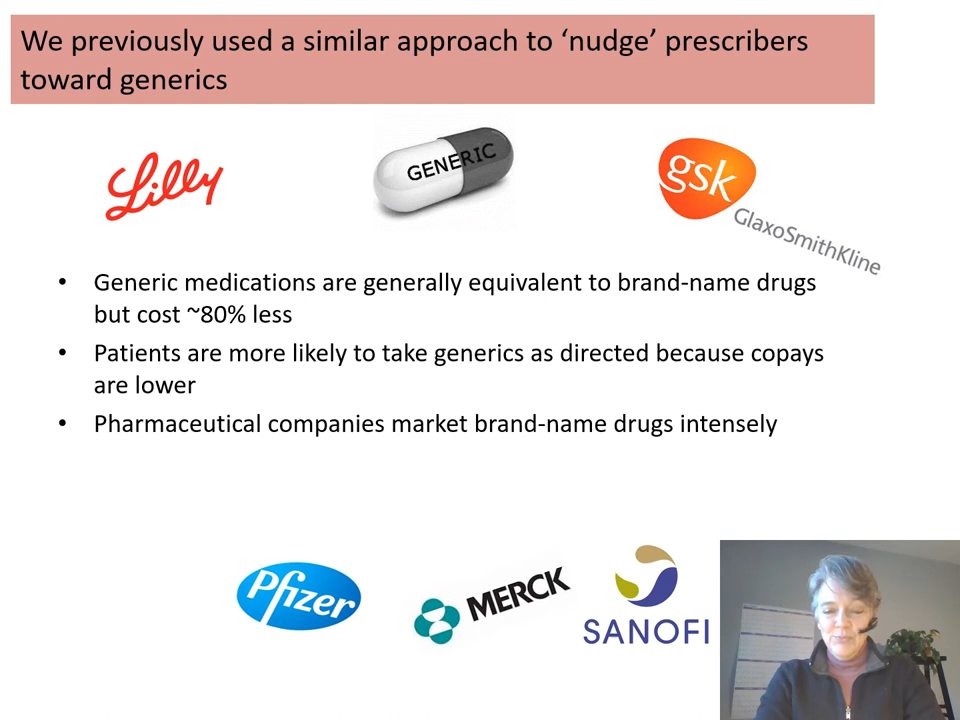 We previously used a similar approach to ‘nudge’ prescribers
toward generics
Lilly
GENERIC
gsk
GlaxoSmithKline
• Generic medications are generally equivalent to brand-name drugs
but cost ~80% less
• Patients are more likely to take generics as directed because copays
are lower
• Pharmaceutical companies market brand-name drugs intensely
Pfizer
MERCK
SANOFI